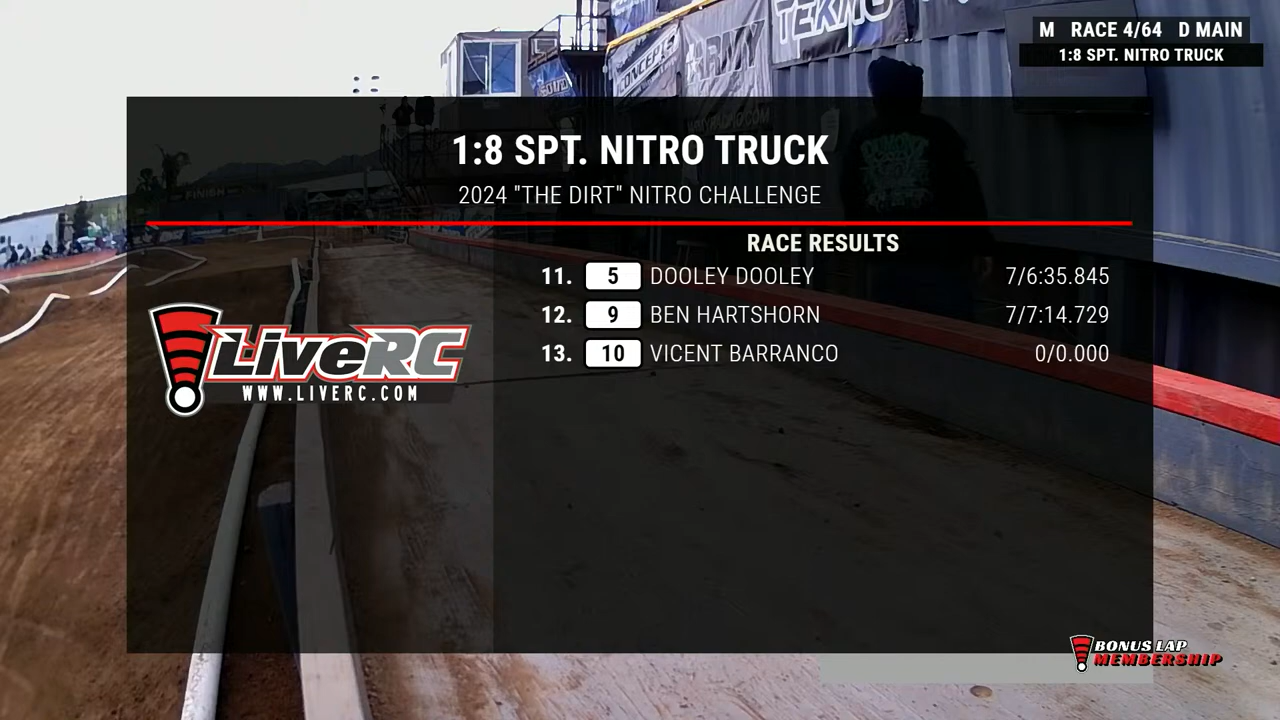 M RACE 4/64 D MAIN
1:8 SPT. NITRO TRUCK
TEKNO
1:8 SPT. NITRO TRUCK
2024 "THE DIRT" NITRO CHALLENGE
RACE RESULTS
11. 5 DOOLEY DOOLEY 7/6:35.845
12. 9 BEN HARTSHORN 7/7:14.729
13. 10 VICENT BARRANCO 0/0.000
LiveRC
WWW.LIVERC.COM
BONUS LAP
MEMBERSHIP